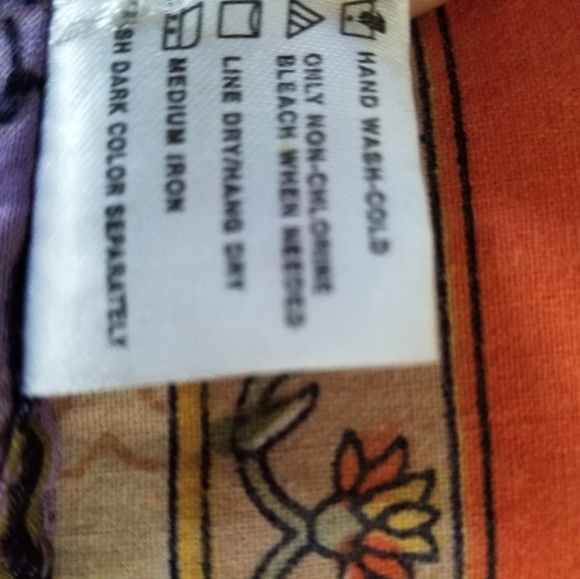 HAND WASH-COLD
ONLY NON-CHLORINE
BLEACH WHEN NEEDED
LINE DRY/HANG DRY
MEDIUM IRON
DARK COLOR SEPARATELY